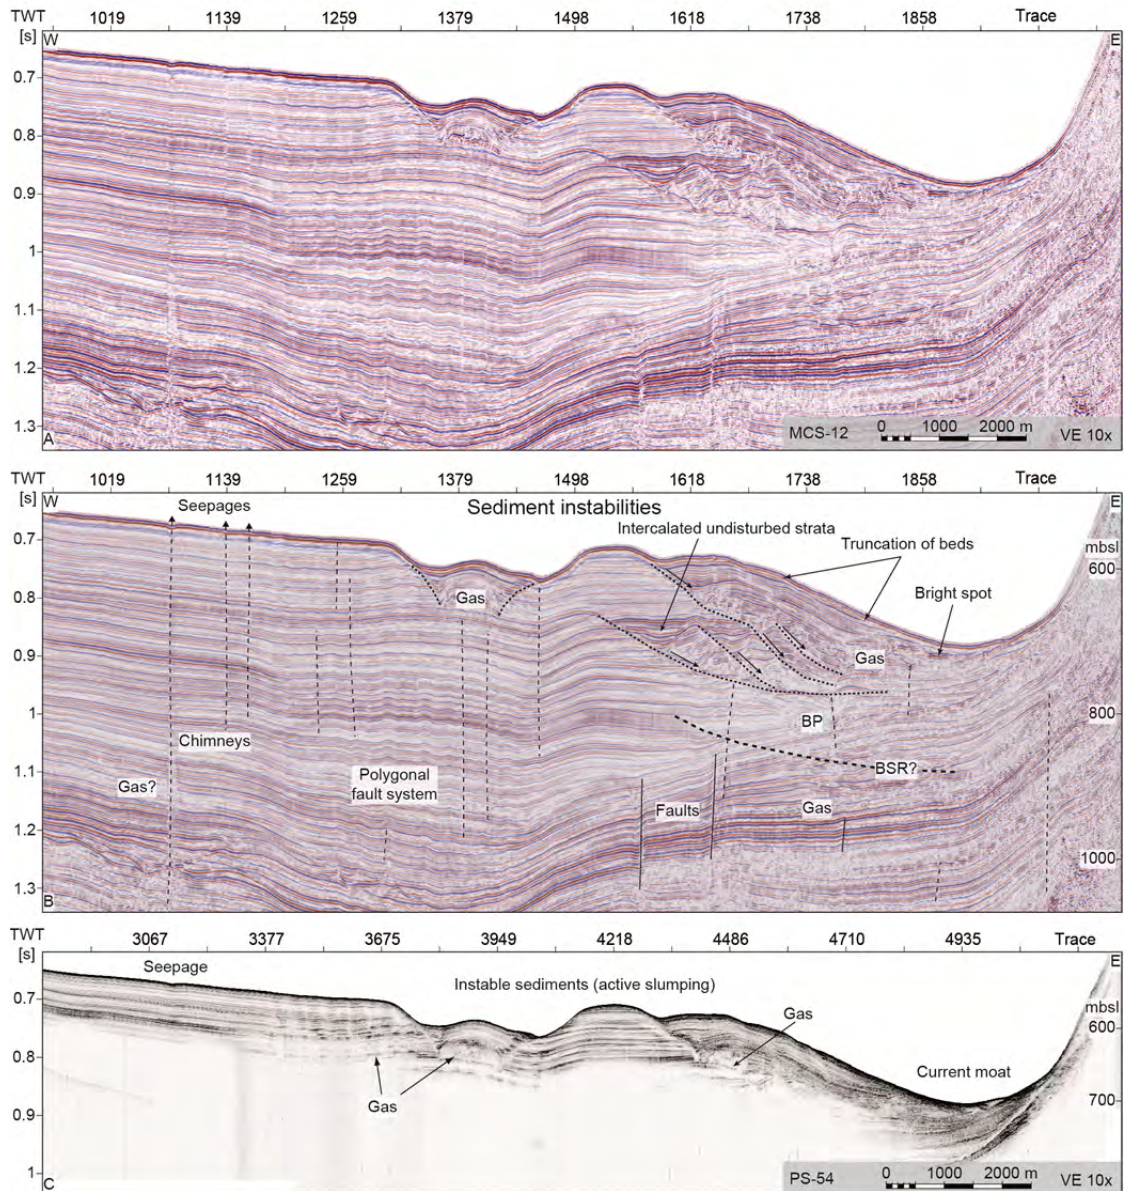 TWT 1019 1139 1259 1379 1498 1618 1738 1858 Trace
[s] W E
0.7
0.8
0.9
1
1.1
1.2
1.3
A MCS-12 0 1000 2000 m VE 10x
TWT 1019 1139 1259 1379 1498 1618 1738 1858 Trace
[s] W E
Seepages Sediment instabilities
Intercalated undisturbed strata
Truncation of beds
0.7 mbsl
600
Bright spot
0.8 Gas
0.9 Gas
1 BP 800
Chimneys
BSR?
1.1 Gas? Polygonal
fault system
Faults Gas
1.2
1000
1.3
B
TWT 3067 3377 3675 3949 4218 4486 4710 4935 Trace
[s] E
Seepage
Instable sediments (active slumping)
0.7 mbsl
Gas 600
0.8
Current moat
Gas
0.9 700
1
C PS-54 0 1000 2000 m VE 10x